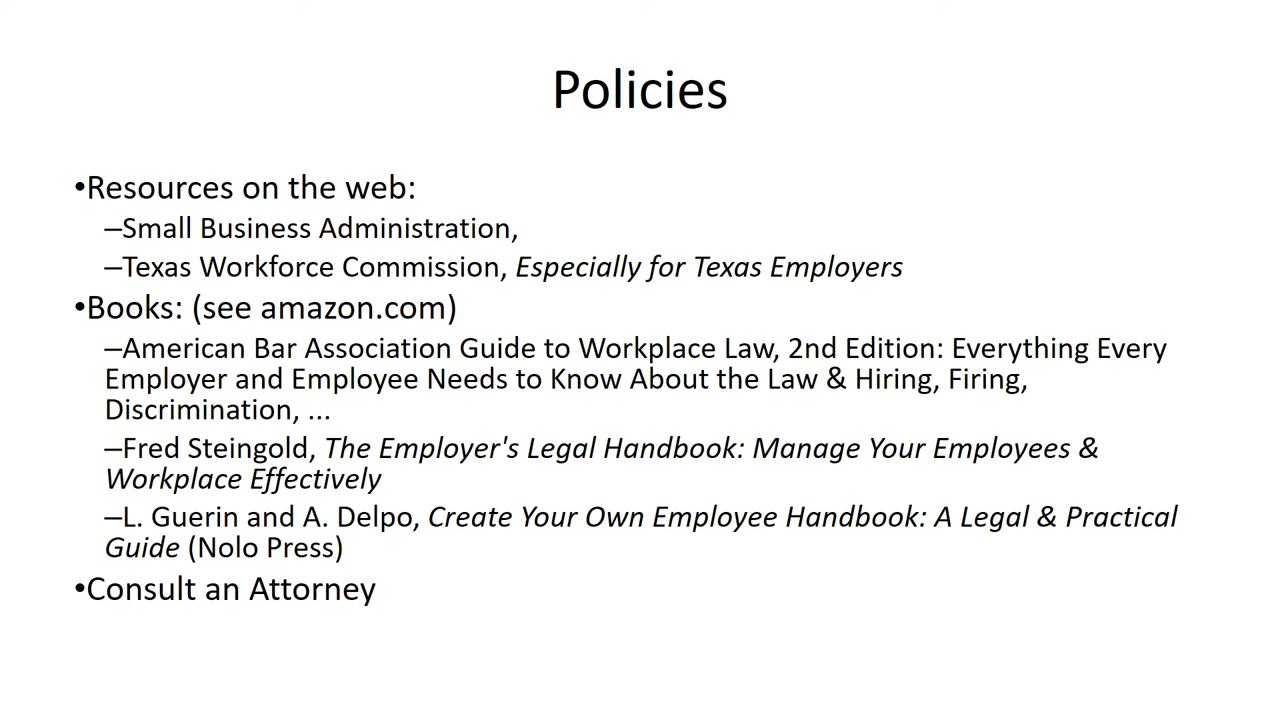 Policies
•Resources on the web:
–Small Business Administration,
–Texas Workforce Commission, Especially for Texas Employers
•Books: (see amazon.com)
–American Bar Association Guide to Workplace Law, 2nd Edition: Everything Every
Employer and Employee Needs to Know About the Law & Hiring, Firing,
Discrimination, ...
–Fred Steingold, The Employer's Legal Handbook: Manage Your Employees &
Workplace Effectively
–L. Guerin and A. Delpo, Create Your Own Employee Handbook: A Legal & Practical
Guide (Nolo Press)
•Consult an Attorney